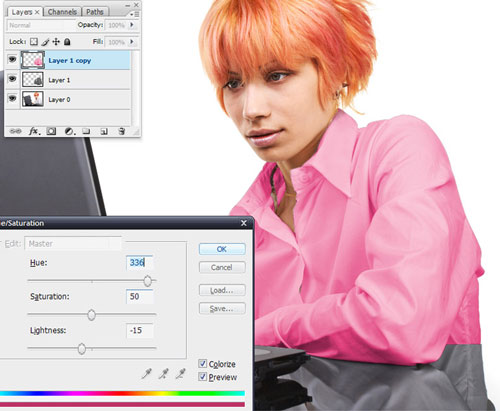 Layers × Channels Paths
Normal Opacity: 100%
Lock: Fill: 100%
Layer 1 copy
Layer 1
Layer 0
fx.
e/Saturation
Edit: Master
OK
Hue: 336
Cancel
Load...
Saturation: 50
Save...
Lightness: -15
Colorize
Preview